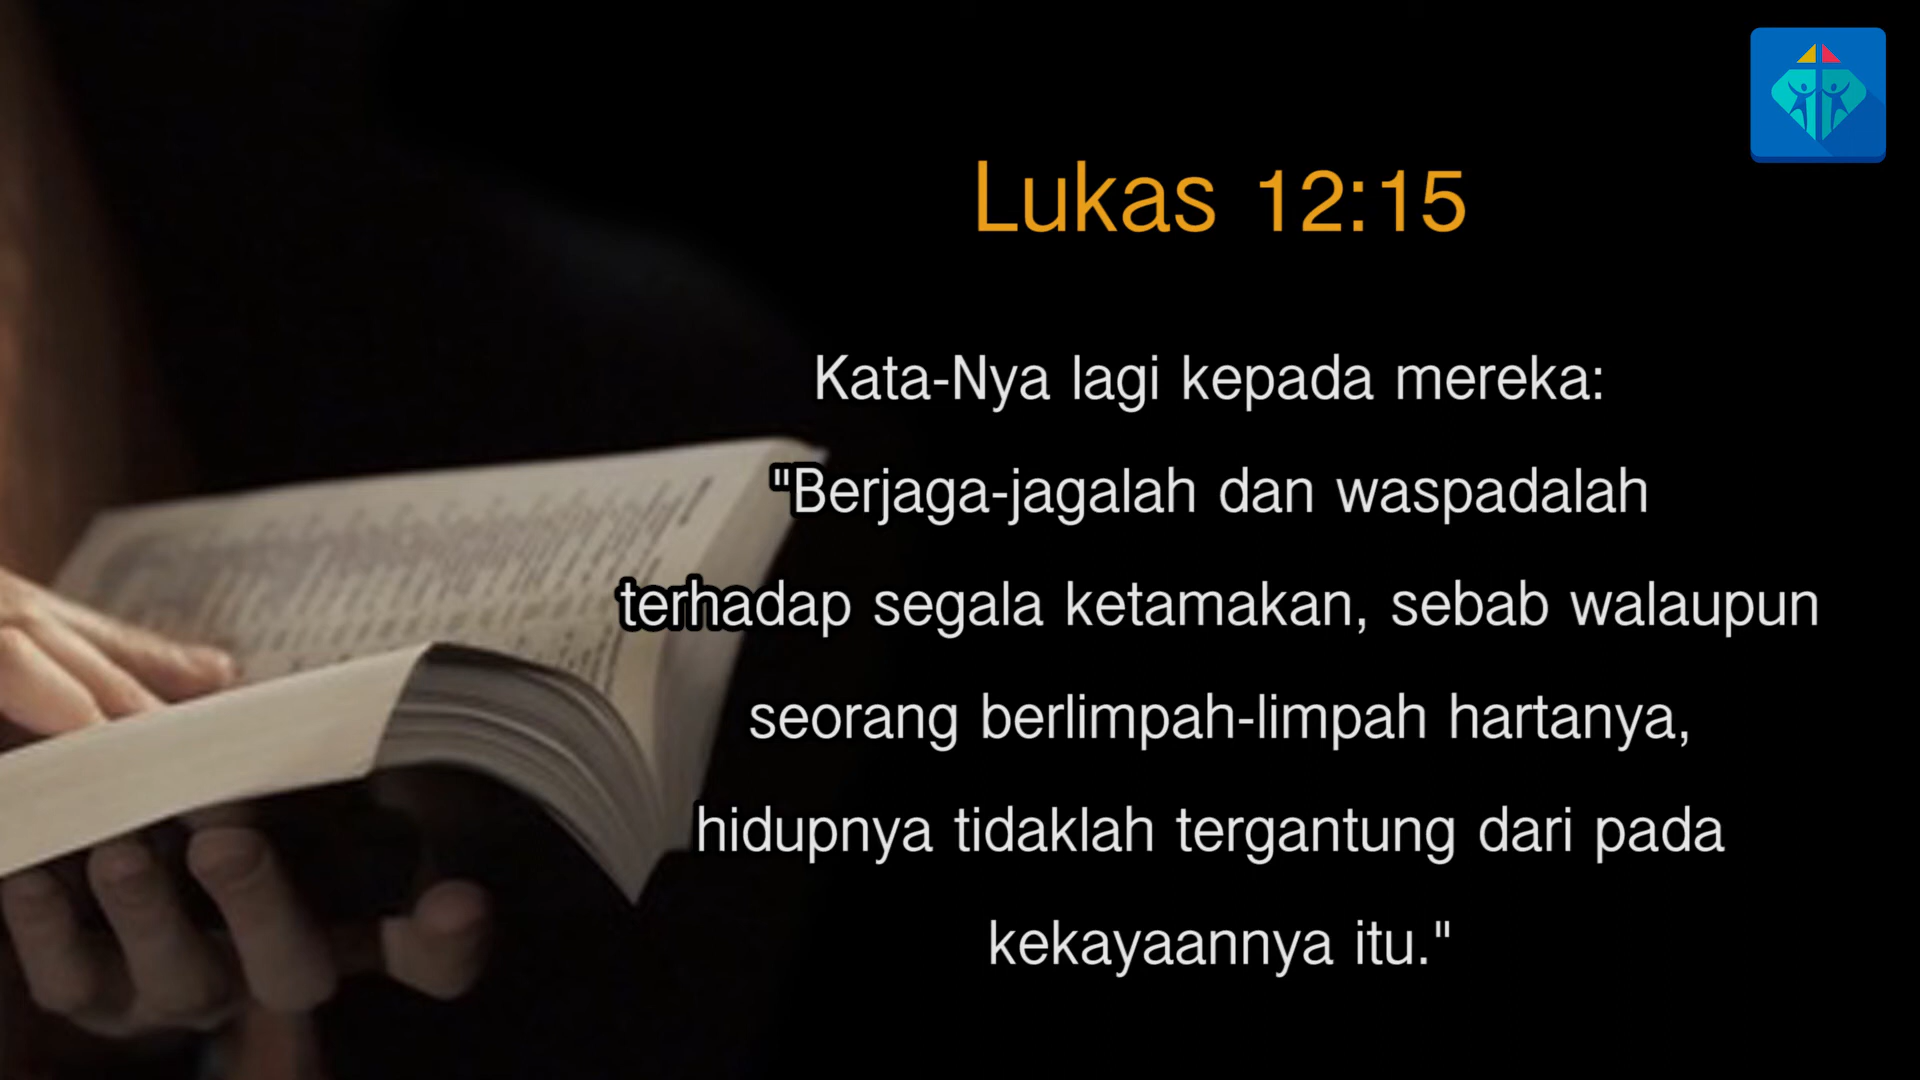 Lukas 12:15
Kata-Nya lagi kepada mereka:
"Berjaga-jagalah dan waspadalah
terhadap segala ketamakan, sebab walaupun
seorang berlimpah-limpah hartanya,
hidupnya tidaklah tergantung dari pada
kekayaannya itu."